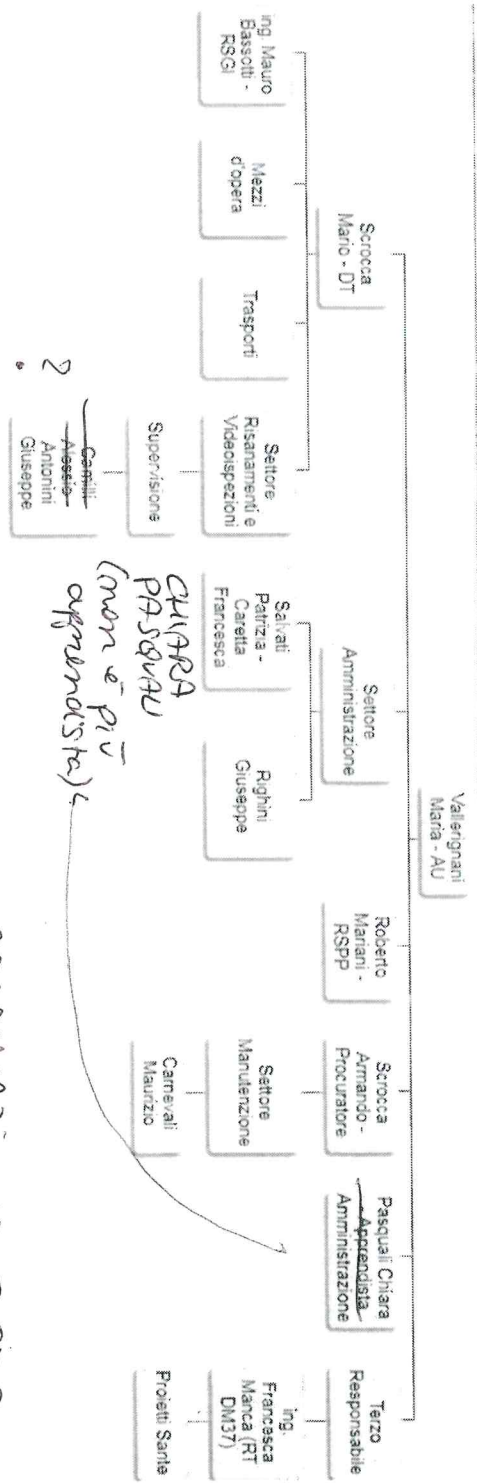 Vallerignani
Maria - AU
Scrocca
Mario - DT
Settore
Amministrazione
Roberto
Mariani -
RSPP
Scrocca
Armando -
Procuratore
Pasquali Chiara
Apprendista
Amministrazione
Terzo
Responsabile
ing. Mauro
Bassotti -
RSGI
Mezzi
d'opera
Trasporti
Settore
Risanamenti e
Videoispezioni
Salvati
Patrizia -
Caretta
Francesca
Righini
Giuseppe
Settore
Manutenzione
ing.
Francesca
Manca (RT
DM37)
Supervisione
Carnevali
Maurizio
Proietti Sante
Camilli
Alessio
Antonini
Giuseppe
?
CHIARA
PASQUALI
(non è più
apprendista)